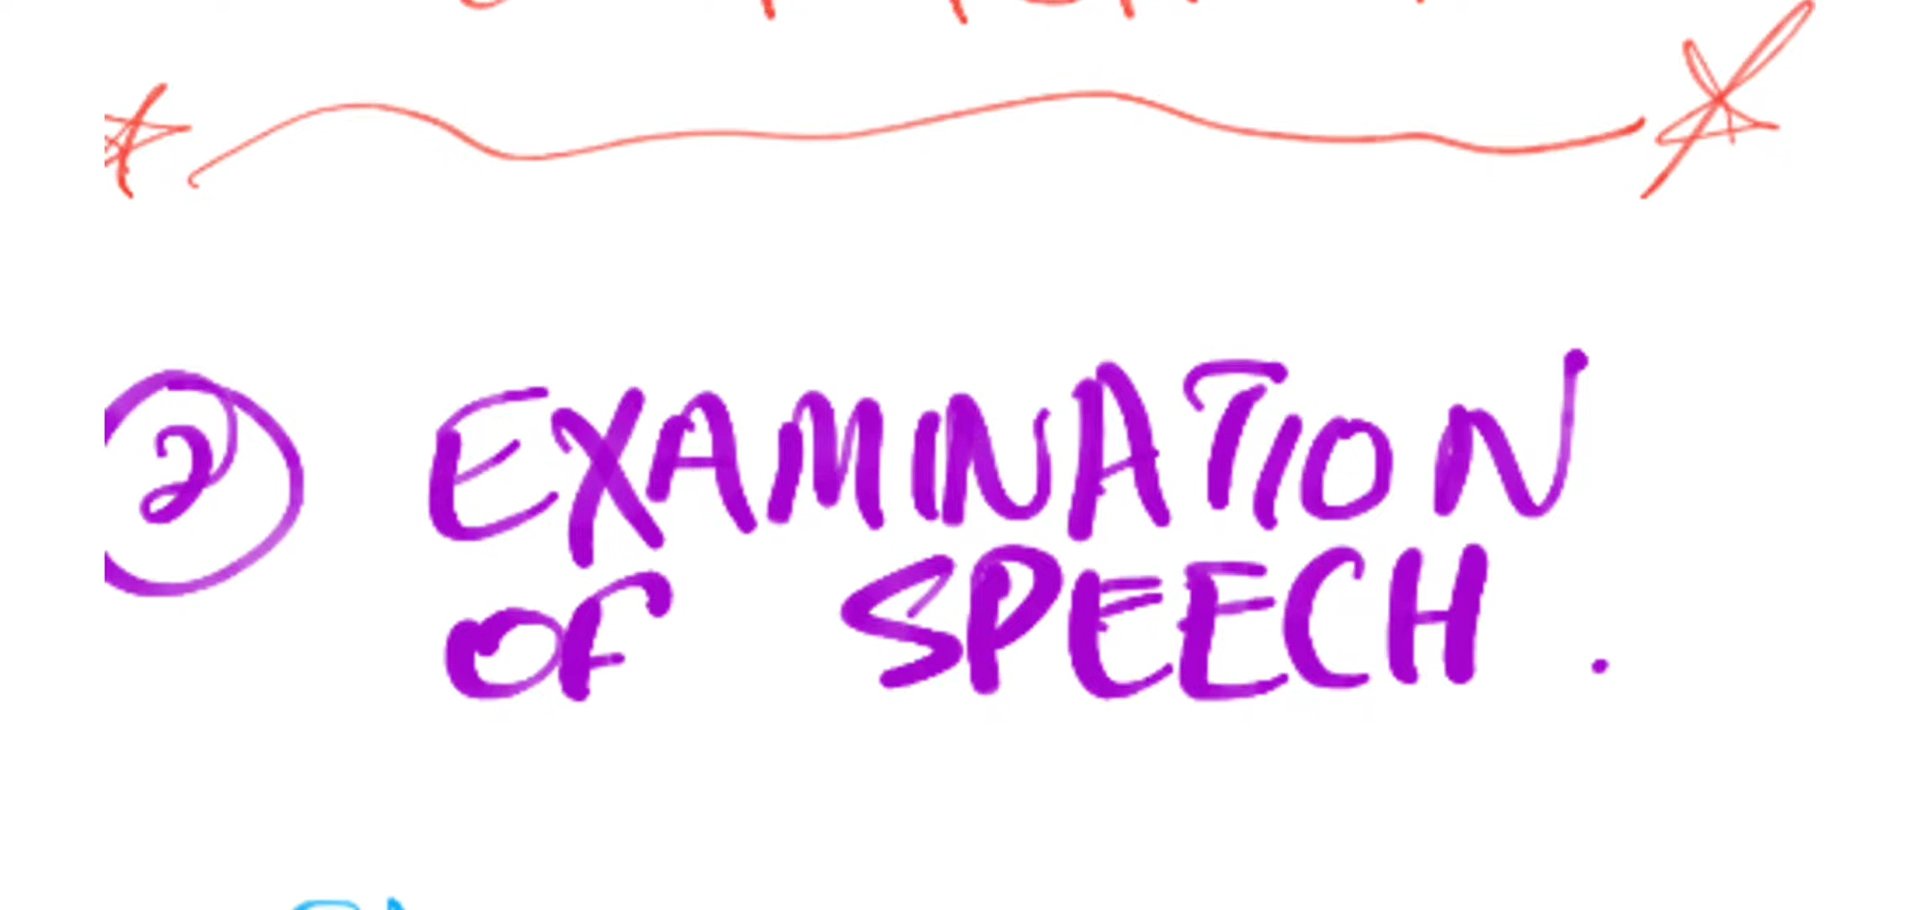 ② EXAMINATION
OF SPEECH.